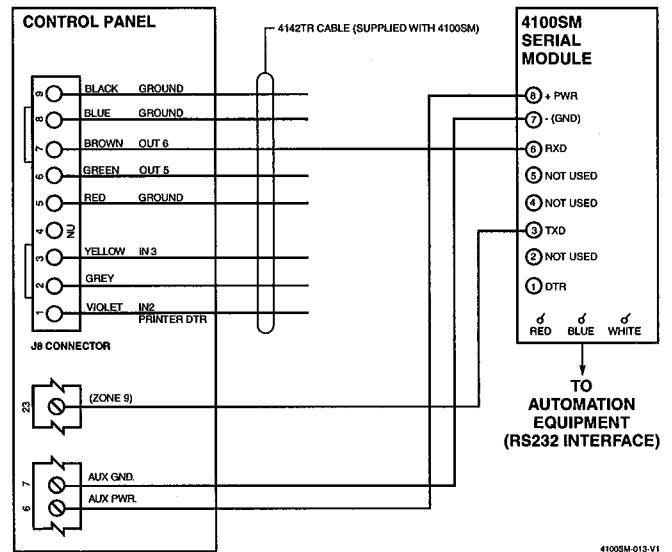 CONTROL PANEL
4142TR CABLE (SUPPLIED WITH 4100SM)
4100SM
SERIAL
MODULE
9 BLACK GROUND
8 BLUE GROUND
7 BROWN OUT 6
6 GREEN OUT 5
5 RED GROUND
4 NU
3 YELLOW IN 3
2 GREY
1 VIOLET IN2
PRINTER DTR
J8 CONNECTOR
23 (ZONE 9)
7 AUX GND.
6 AUX PWR.
8 + PWR
7 - (GND)
6 RXD
5 NOT USED
4 NOT USED
3 TXD
2 NOT USED
1 DTR
RED BLUE WHITE
TO
AUTOMATION
EQUIPMENT
(RS232 INTERFACE)
4100SM-013-V1